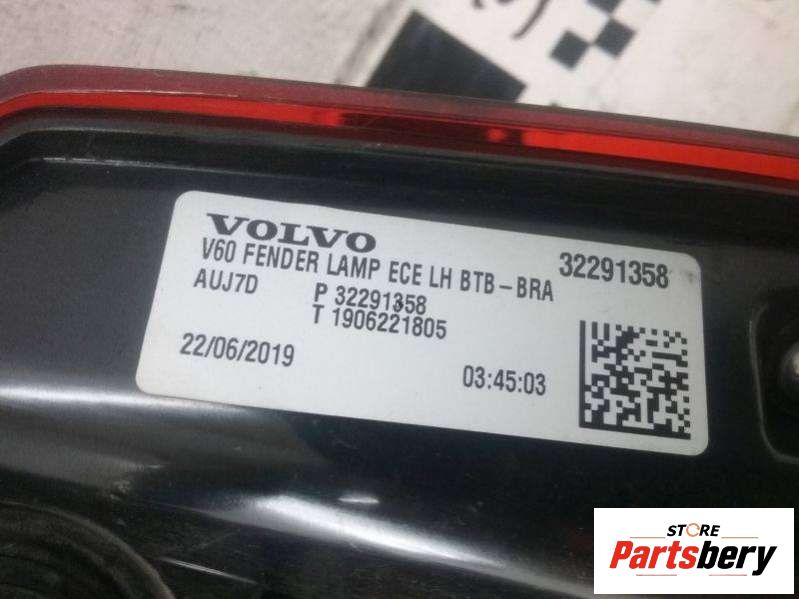 VOLVO
V60 FENDER LAMP ECE LH BTB-BRA
32291358
AUJ7D P 32291358
T 1906221805
22/06/2019 03:45:03
STORE
Partsbery